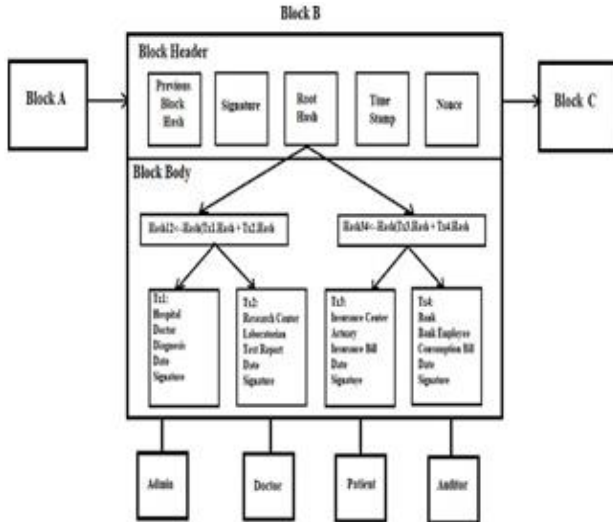 Block B
Block Header
Block A
Previous
Block
Hash
Signature
Root
Hash
Time
Stamp
Nonce
Block C
Block Body
Hash12<-Hash(Tx1.Hash + Tx2.Hash
Hash34<-Hash(Tx3.Hash + Tx4.Hash
Tx1:
Hospital
Doctor
Diagnosis
Date
Signature
Tx2:
Research Center
Laboratorian
Test Report
Date
Signature
Tx3:
Insurance Center
Actuary
Insurance Bill
Date
Signature
Tx4:
Bank
Bank Employee
Consumption Bill
Date
Signature
Admin
Doctor
Patient
Auditor